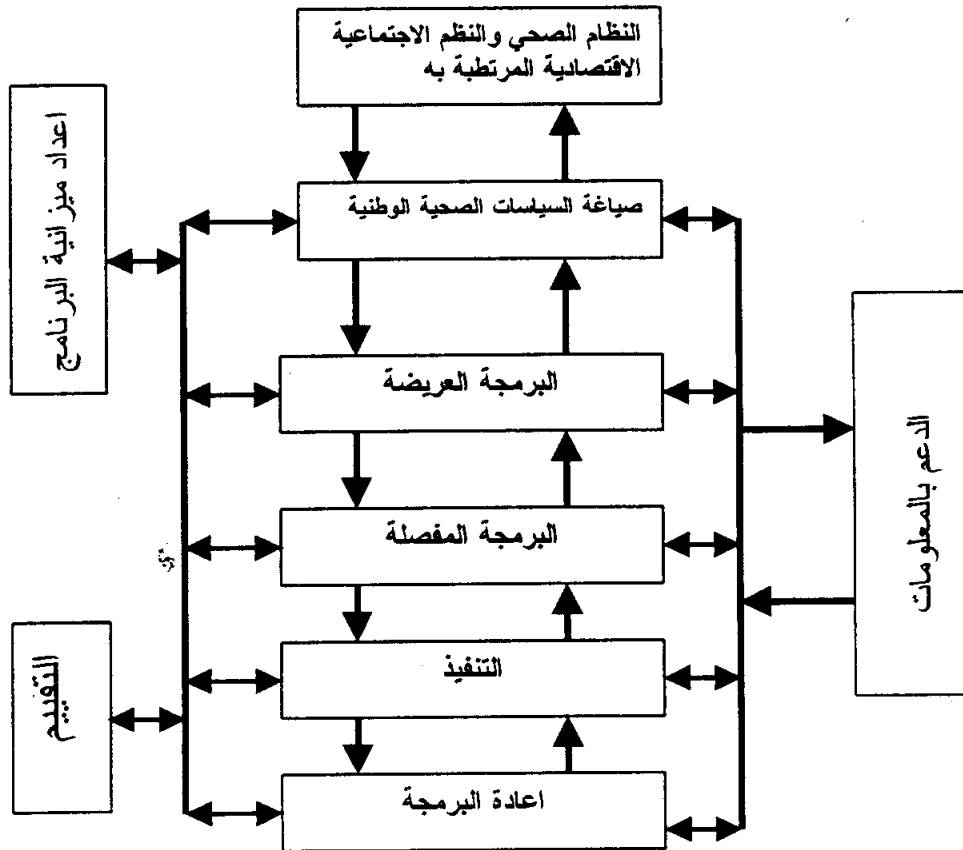 النظام الصحي والنظم الاجتماعية
الاقتصادية المرتطبة به
صياغة السياسات الصحية الوطنية
البرمجة العريضة
البرمجة المفصلة
التنفيذ
اعادة البرمجة
الدعم بالمعلومات
اعداد ميزانية البرنامج
التقييم